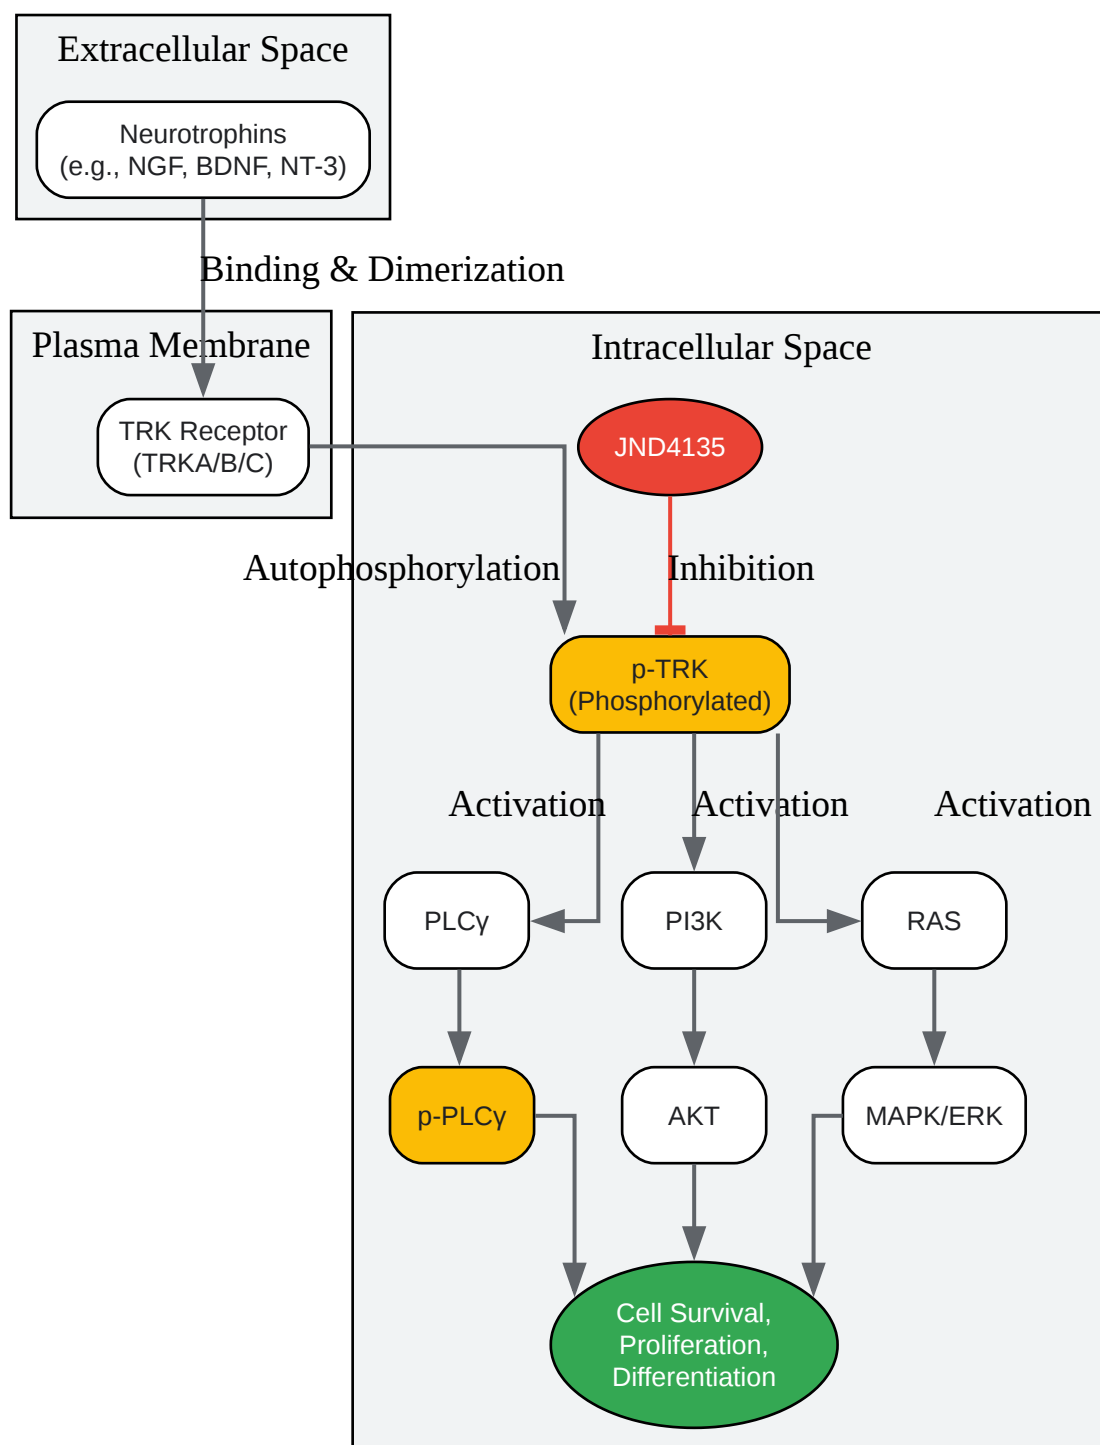 Extracellular Space
Neurotrophins
(e.g., NGF, BDNF, NT-3)
Binding & Dimerization
Plasma Membrane
Intracellular Space
TRK Receptor
(TRKA/B/C)
JND4135
Autophosphorylation
Inhibition
p-TRK
(Phosphorylated)
Activation
Activation
Activation
PLCγ
PI3K
RAS
p-PLCγ
AKT
MAPK/ERK
Cell Survival,
Proliferation,
Differentiation